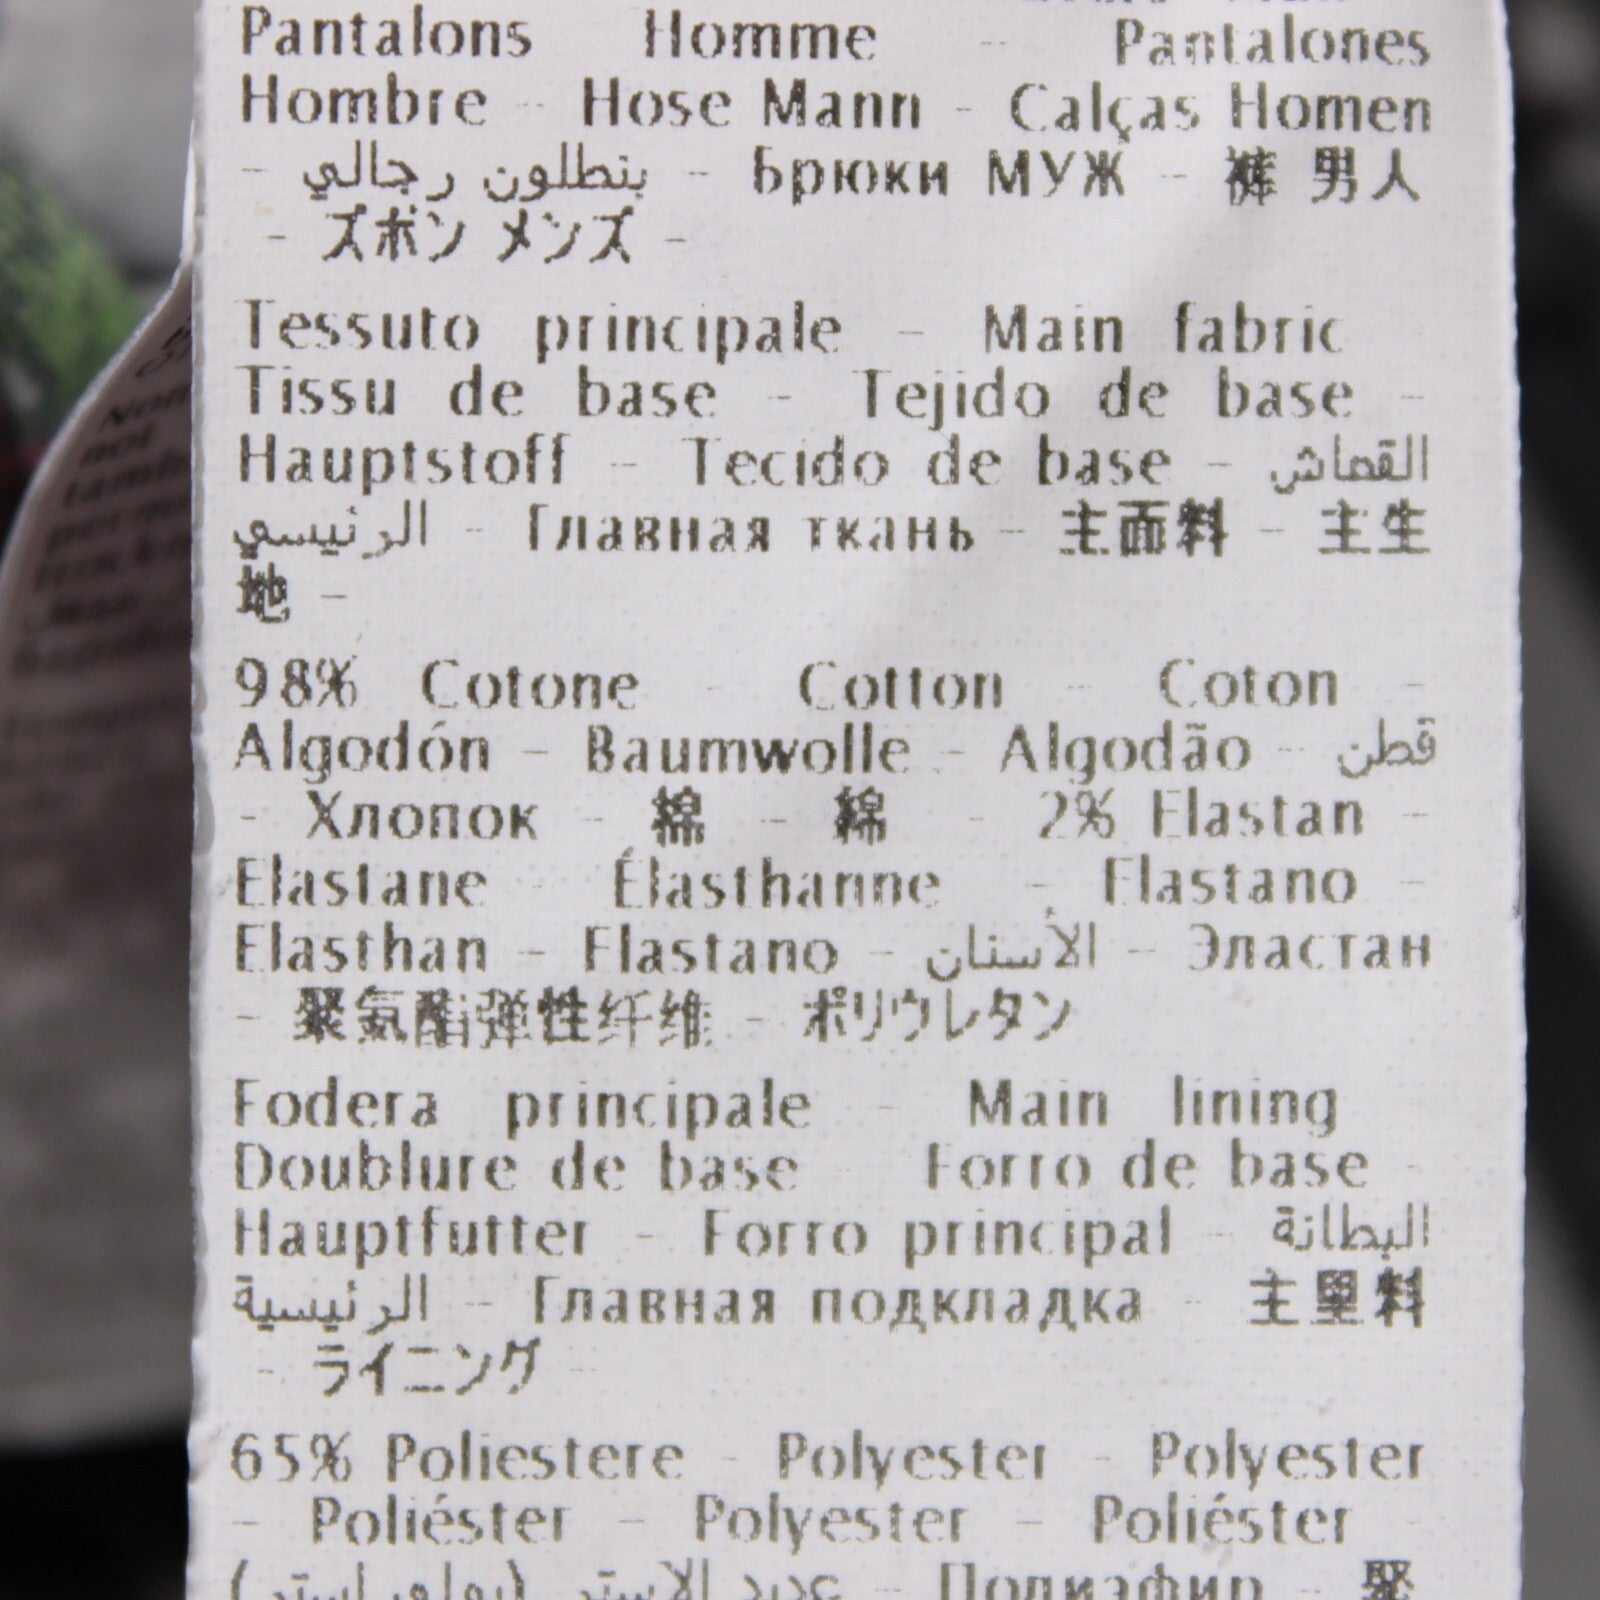 Pantalons Homme - Pantalones
Hombre - Hose Mann - Calças Homen
- بنطلون رجالي - Брюки МУЖ - 裤 男人
- ズボン メンズ -
Tessuto principale - Main fabric
Tissu de base - Tejido de base -
Hauptstoff - Tecido de base - القماش
الرئيسي - Главная ткань - 主面料 - 主生
地 -
98% Cotone - Cotton - Coton -
Algodón - Baumwolle - Algodão - قطن
- Хлопок - 棉 - 綿 - 2% Elastan -
Elastane - Élasthanne - Elastano -
Elasthan - Elastano - الأستان - Эластан
- 聚氨酯弹性纤维 - ポリウレタン
Fodera principale - Main lining
Doublure de base - Forro de base -
Hauptfutter - Forro principal - البطانة
الرئيسية - Главная подкладка - 主里料
- ライニング -
65% Poliestere - Polyester - Polyester
- Poliéster - Polyester - Poliéster -
Non
not